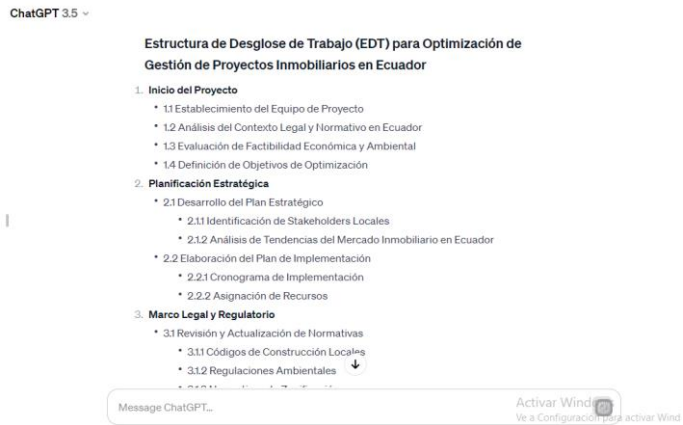 ChatGPT 3.5
Estructura de Desglose de Trabajo (EDT) para Optimización de
Gestión de Proyectos Inmobiliarios en Ecuador
1. Inicio del Proyecto
• 1.1 Establecimiento del Equipo de Proyecto
• 1.2 Análisis del Contexto Legal y Normativo en Ecuador
• 1.3 Evaluación de Factibilidad Económica y Ambiental
• 1.4 Definición de Objetivos de Optimización
2. Planificación Estratégica
• 2.1 Desarrollo del Plan Estratégico
• 2.1.1 Identificación de Stakeholders Locales
• 2.1.2 Análisis de Tendencias del Mercado Inmobiliario en Ecuador
• 2.2 Elaboración del Plan de Implementación
• 2.2.1 Cronograma de Implementación
• 2.2.2 Asignación de Recursos
3. Marco Legal y Regulatorio
• 3.1 Revisión y Actualización de Normativas
• 3.1.1 Códigos de Construcción Locales
• 3.1.2 Regulaciones Ambientales
Message ChatGPT...
Activar Wind
Ve a Configuración para activar Wind